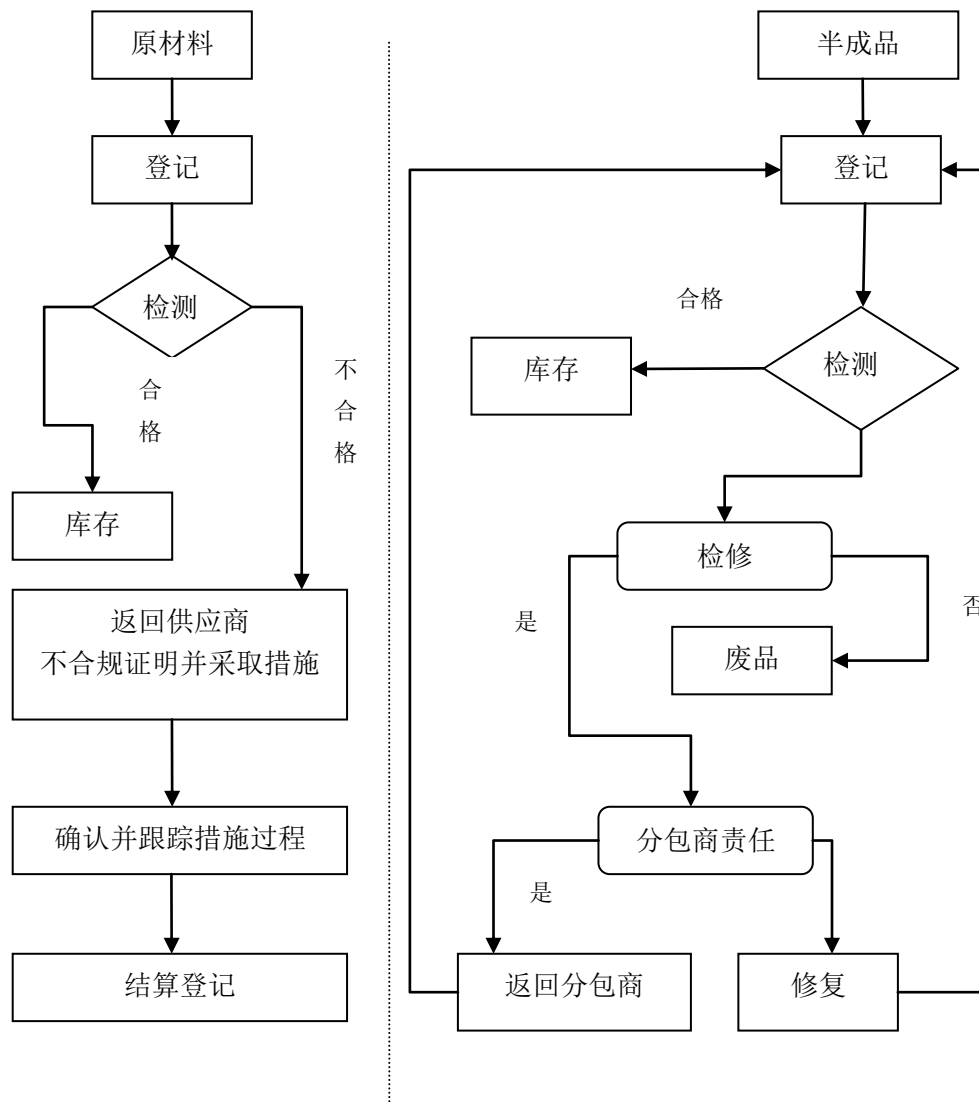 原材料
登记
检测
合格
不合格
库存
返回供应商
不合规证明并采取措施
确认并跟踪措施过程
结算登记
半成品
登记
合格
检测
库存
检修
是
否
废品
分包商责任
是
返回分包商
修复